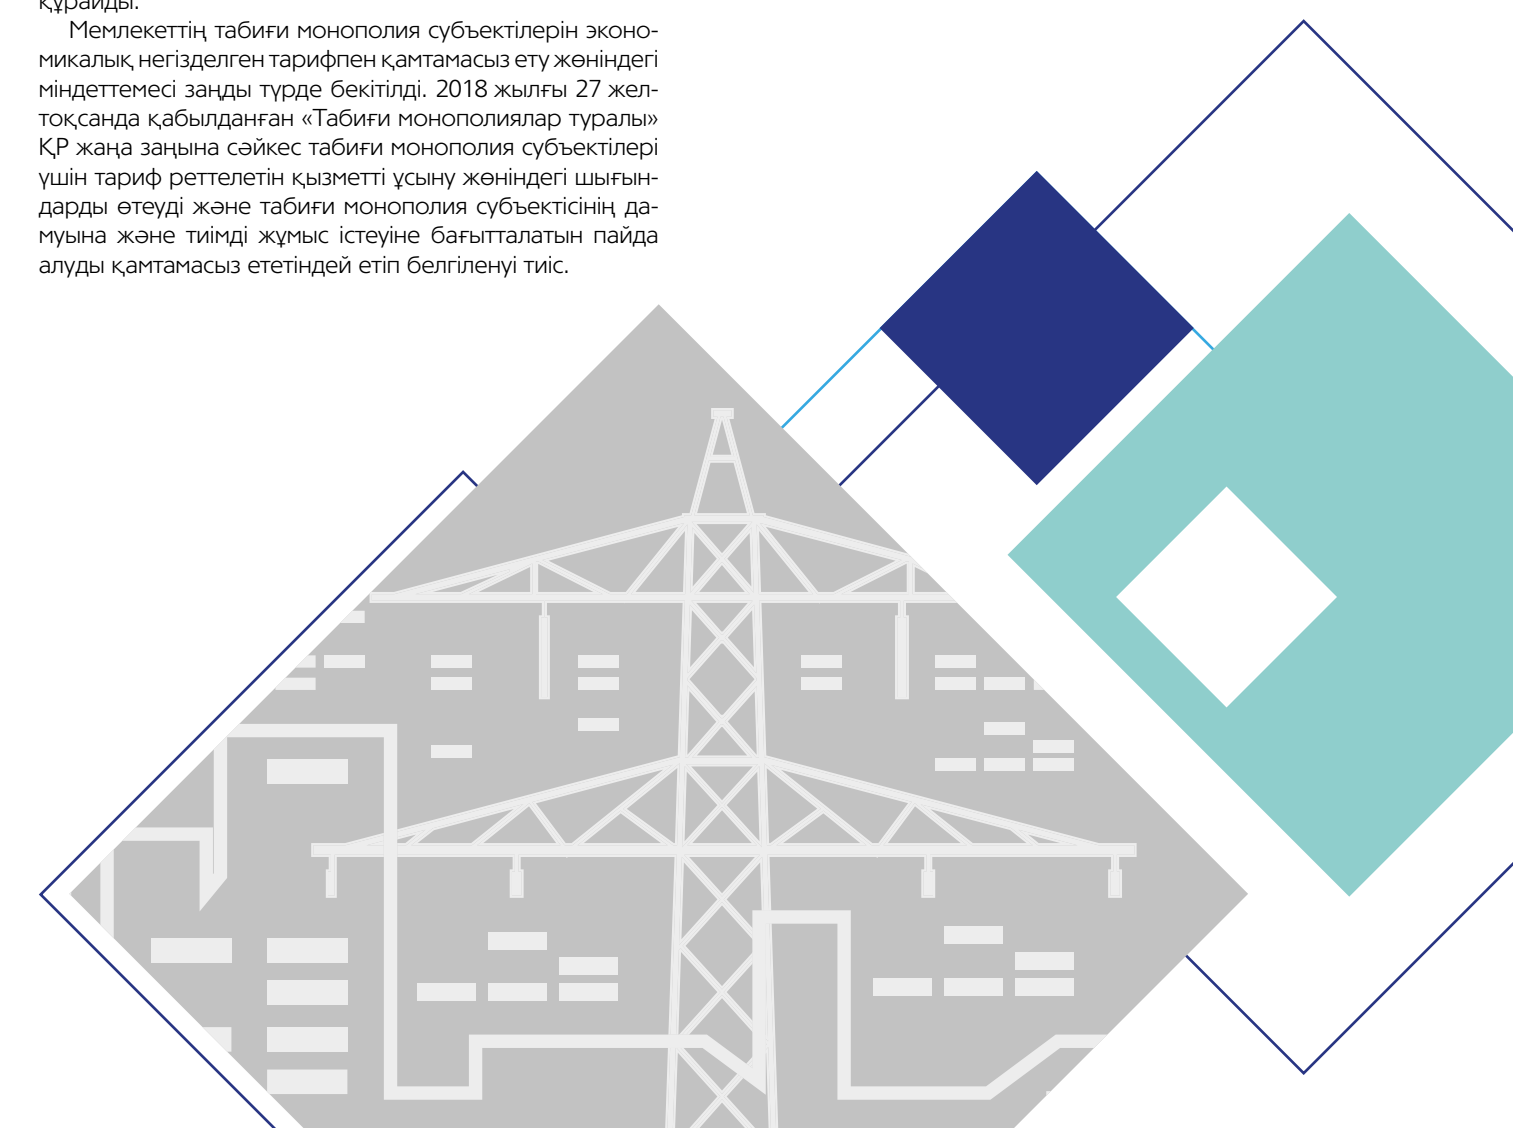 құрайды.
Мемлекеттің табиғи монополия субъектілерін эконо-
микалық негізделген тарифпен қамтамасыз ету жөніндегі
міндеттемесі заңды түрде бекітілді. 2018 жылғы 27 жел-
тоқсанда қабылданған «Табиғи монополиялар туралы»
ҚР жаңа заңына сәйкес табиғи монополия субъектілері
үшін тариф реттелетін қызметті ұсыну жөніндегі шығын-
дарды өтеуді және табиғи монополия субъектісінің да-
муына және тиімді жұмыс істеуіне бағытталатын пайда
алуды қамтамасыз ететіндей етіп белгіленуі тиіс.